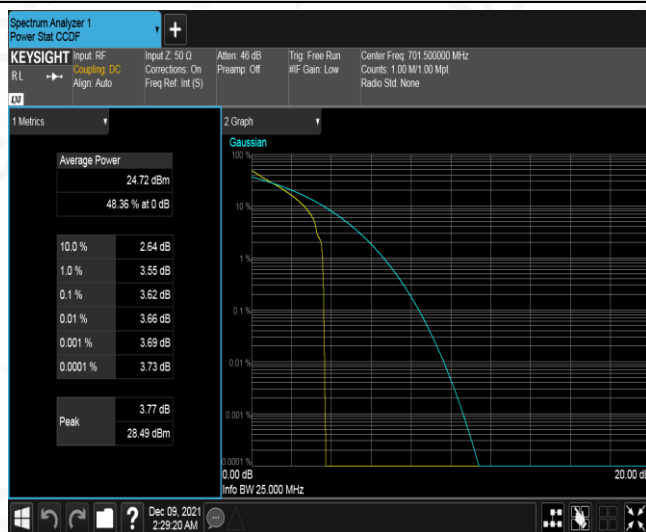 Spectrum Analyzer 1
Power Stat CCDF
+
KEYSIGHT
RL
LXI
Input: RF
Coupling: DC
Align: Auto
Input Z: 50 Ω
Corrections: On
Freq Ref: Int (S)
Atten: 46 dB
Preamp: Off
Trig: Free Run
#IF Gain: Low
Center Freq: 701.500000 MHz
Counts: 1.00 M/1.00 Mpt
Radio Std: None
1 Metrics
Average Power
24.72 dBm
48.36 % at 0 dB
10.0 % 2.64 dB
1.0 % 3.55 dB
0.1 % 3.62 dB
0.01 % 3.66 dB
0.001 % 3.69 dB
0.0001 % 3.73 dB
Peak
3.77 dB
28.49 dBm
2 Graph
Gaussian
100 %
10 %
1 %
0.1 %
0.01 %
0.001 %
0.0001 %
0.00 dB
20.00 dB
Info BW 25.000 MHz
?
Dec 09, 2021
2:29:20 AM